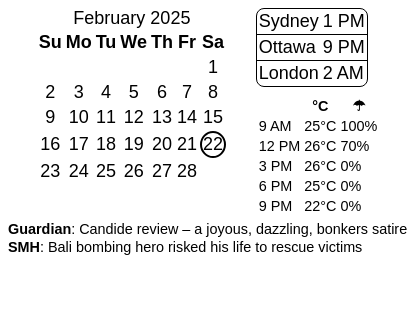 February 2025
Su Mo Tu We Th Fr Sa
1
2 3 4 5 6 7 8
9 10 11 12 13 14 15
16 17 18 19 20 21 22
23 24 25 26 27 28
Sydney 1 PM
Ottawa 9 PM
London 2 AM
°C ☂
9 AM 25°C 100%
12 PM 26°C 70%
3 PM 26°C 0%
6 PM 25°C 0%
9 PM 22°C 0%
Guardian: Candide review – a joyous, dazzling, bonkers satire
SMH: Bali bombing hero risked his life to rescue victims